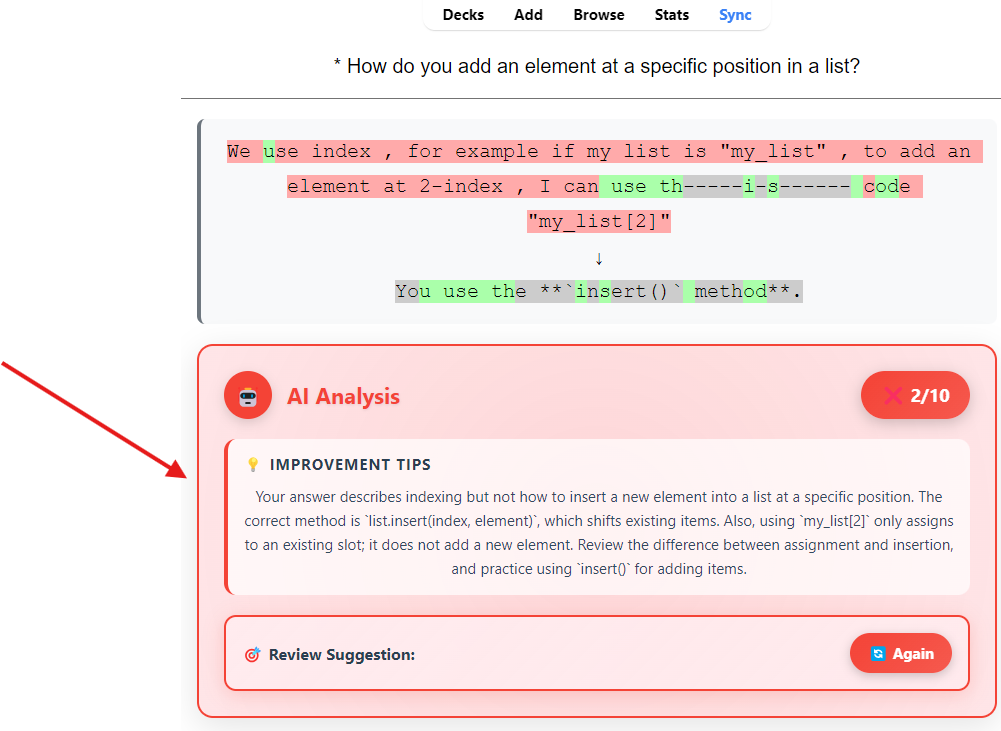 Decks Add Browse Stats Sync
* How do you add an element at a specific position in a list?
We use index , for example if my list is "my_list" , to add an
element at 2-index , I can use th-----i-s------ code
"my_list[2]"
↓
You use the **`insert()` method**.
AI Analysis
❌ 2/10
💡 IMPROVEMENT TIPS
Your answer describes indexing but not how to insert a new element into a list at a specific position. The
correct method is `list.insert(index, element)`, which shifts existing items. Also, using `my_list[2]` only assigns
to an existing slot; it does not add a new element. Review the difference between assignment and insertion,
and practice using `insert()` for adding items.
🎯 Review Suggestion:
🔄 Again